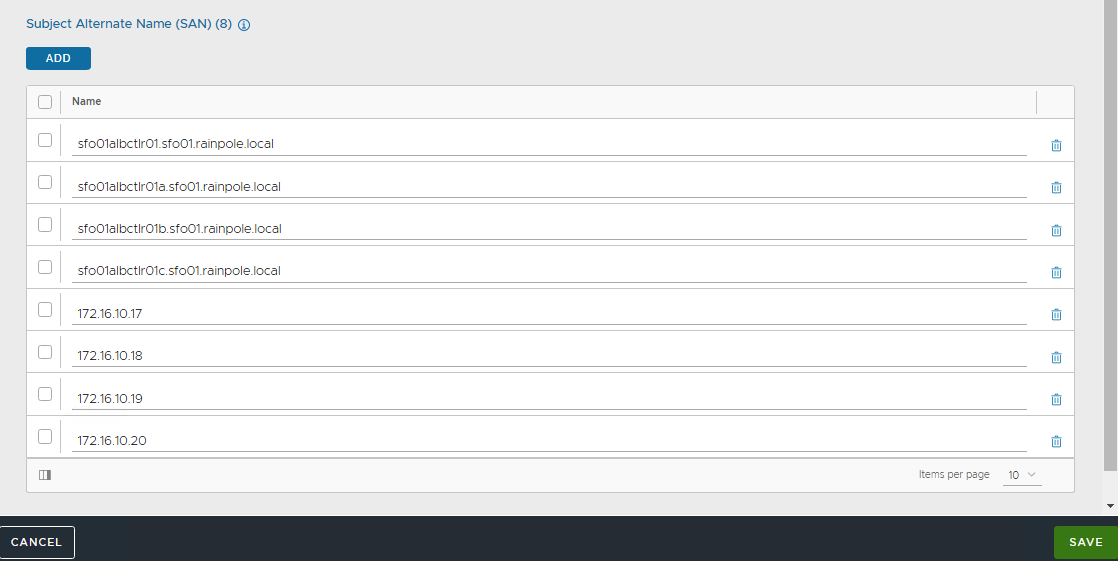 Subject Alternate Name (SAN) (8)
ADD
Name
sfo01albctlr01.sfo01.rainpole.local
sfo01albctlr01a.sfo01.rainpole.local
sfo01albctlr01b.sfo01.rainpole.local
sfo01albctlr01c.sfo01.rainpole.local
172.16.10.17
172.16.10.18
172.16.10.19
172.16.10.20
Items per page 10
CANCEL SAVE